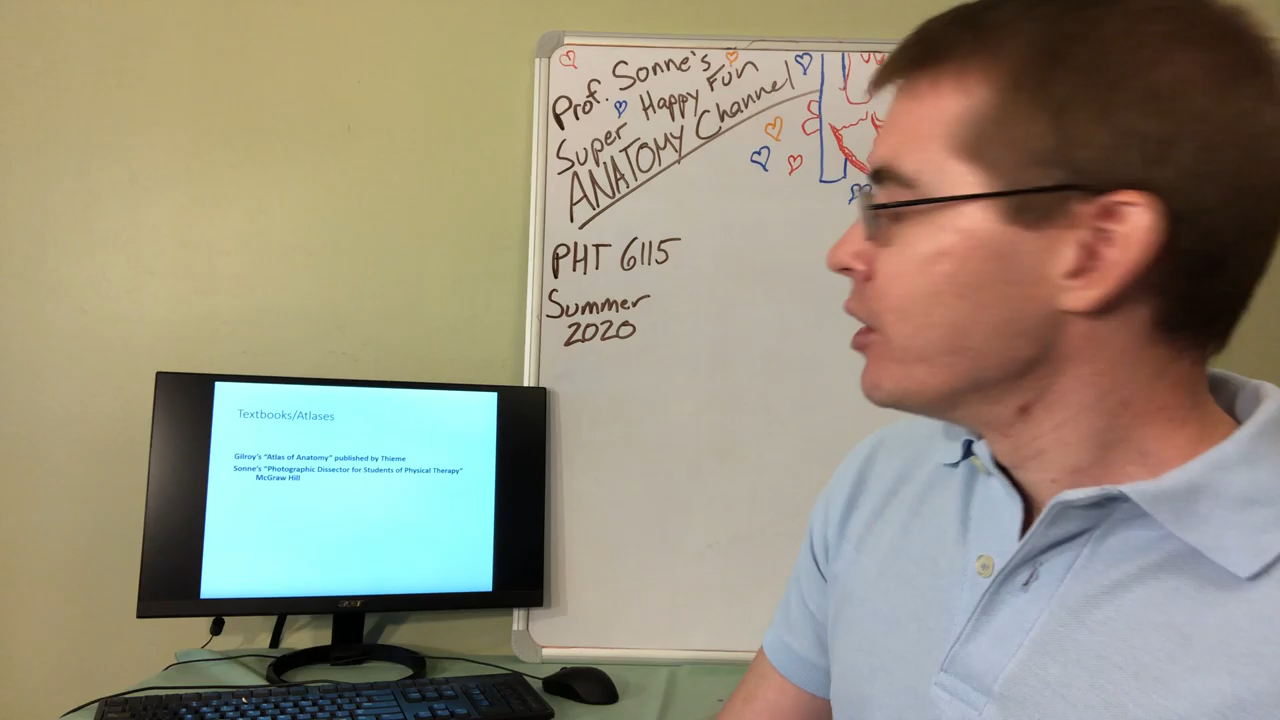 Prof. Sonne's
Super Happy Fun
ANATOMY Channel
PHT 6115
Summer
2020
Textbooks/Atlases
Gilroy's "Atlas of Anatomy" published by Thieme
Sonne's "Photographic Dissector for Students of Physical Therapy"
McGraw Hill
acer